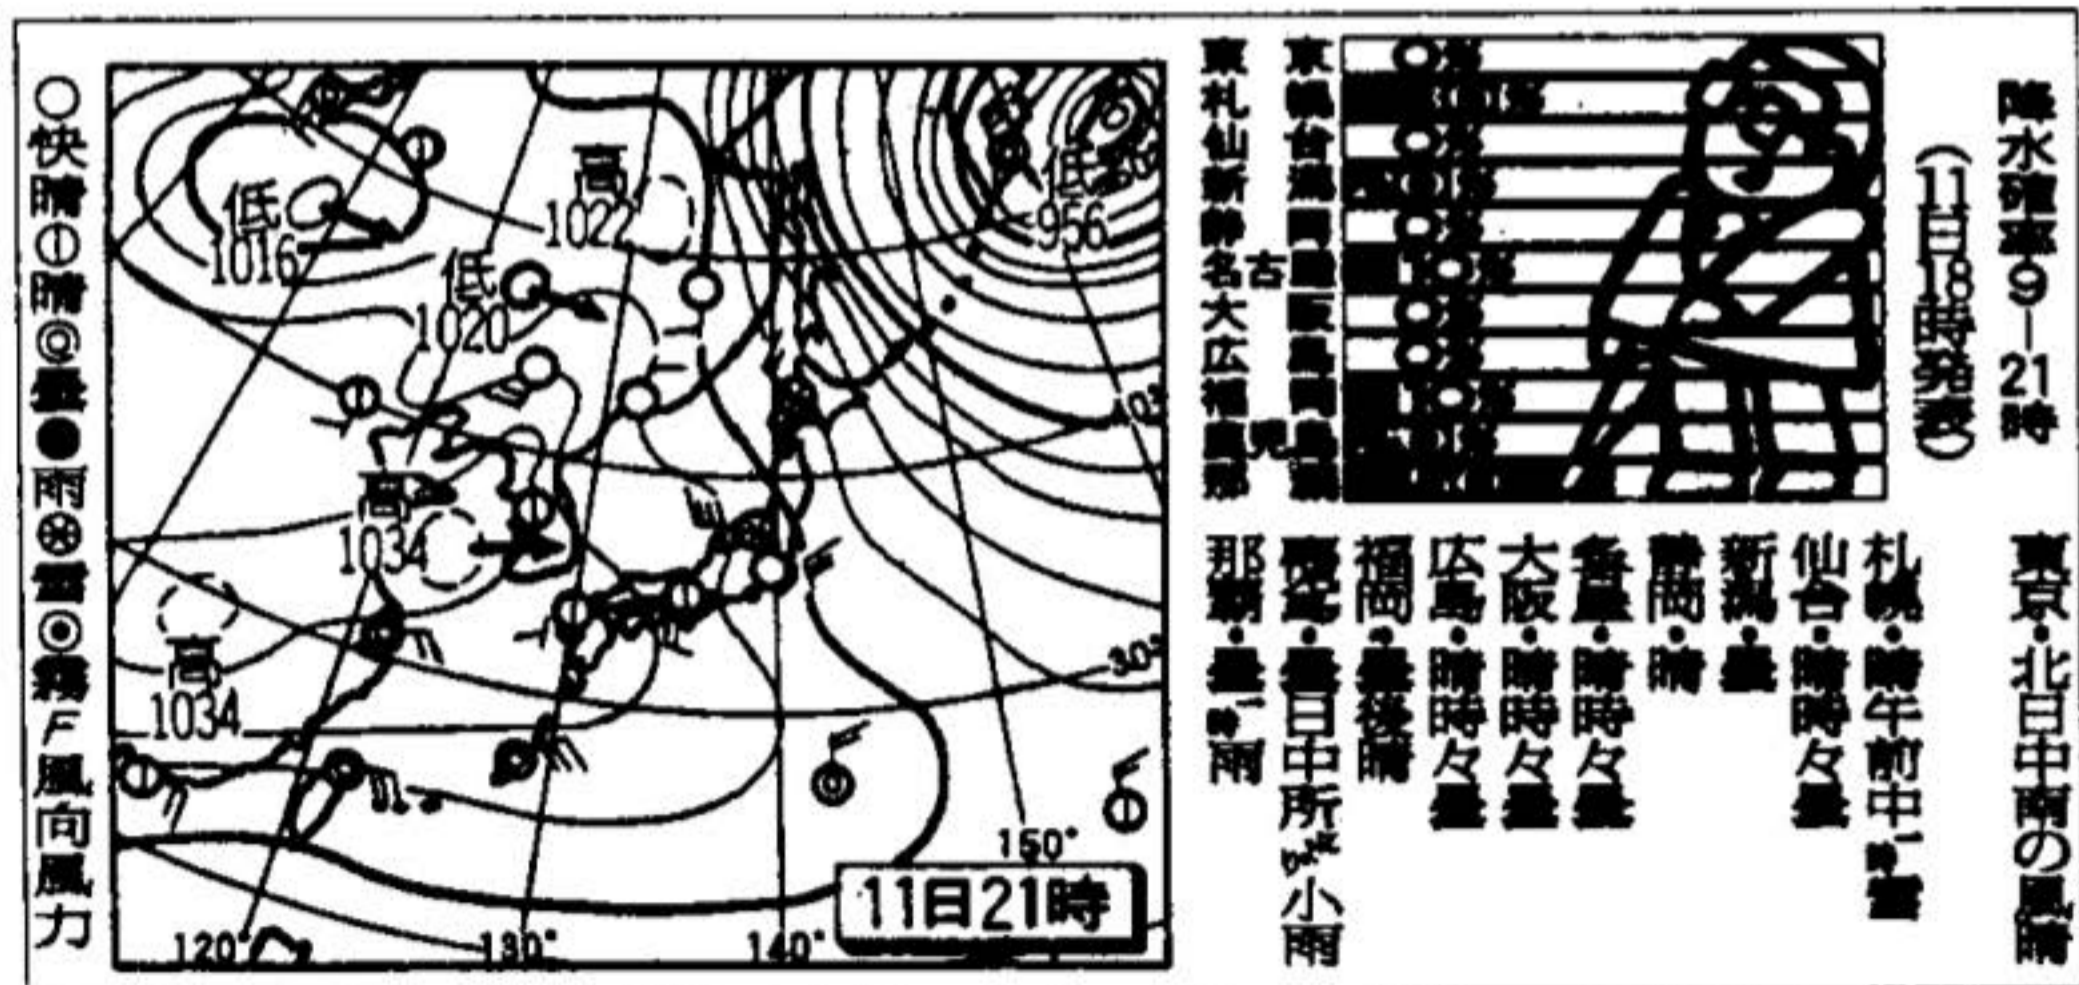 ○快晴⦶晴◎曇●雨⊗雪⊙霧F風向風力
低
1016
高
1022
低
956
低
1020
高
1034
高
1034
30°
120°
130°
140°
150°
11日21時
降水確率9-21時
(11日18時発表)
東京
札幌
仙台
新潟
静岡
名古屋
大阪
広島
福岡
鹿児島
那覇
東京・北日中南の風晴
札幌・晴午前中一時雪
仙台・晴時々曇
新潟・曇
静岡・晴
名古屋・晴時々曇
大阪・晴時々曇
広島・晴時々曇
福岡・曇後晴
鹿児島・曇日中所小雨
那覇・曇一時雨